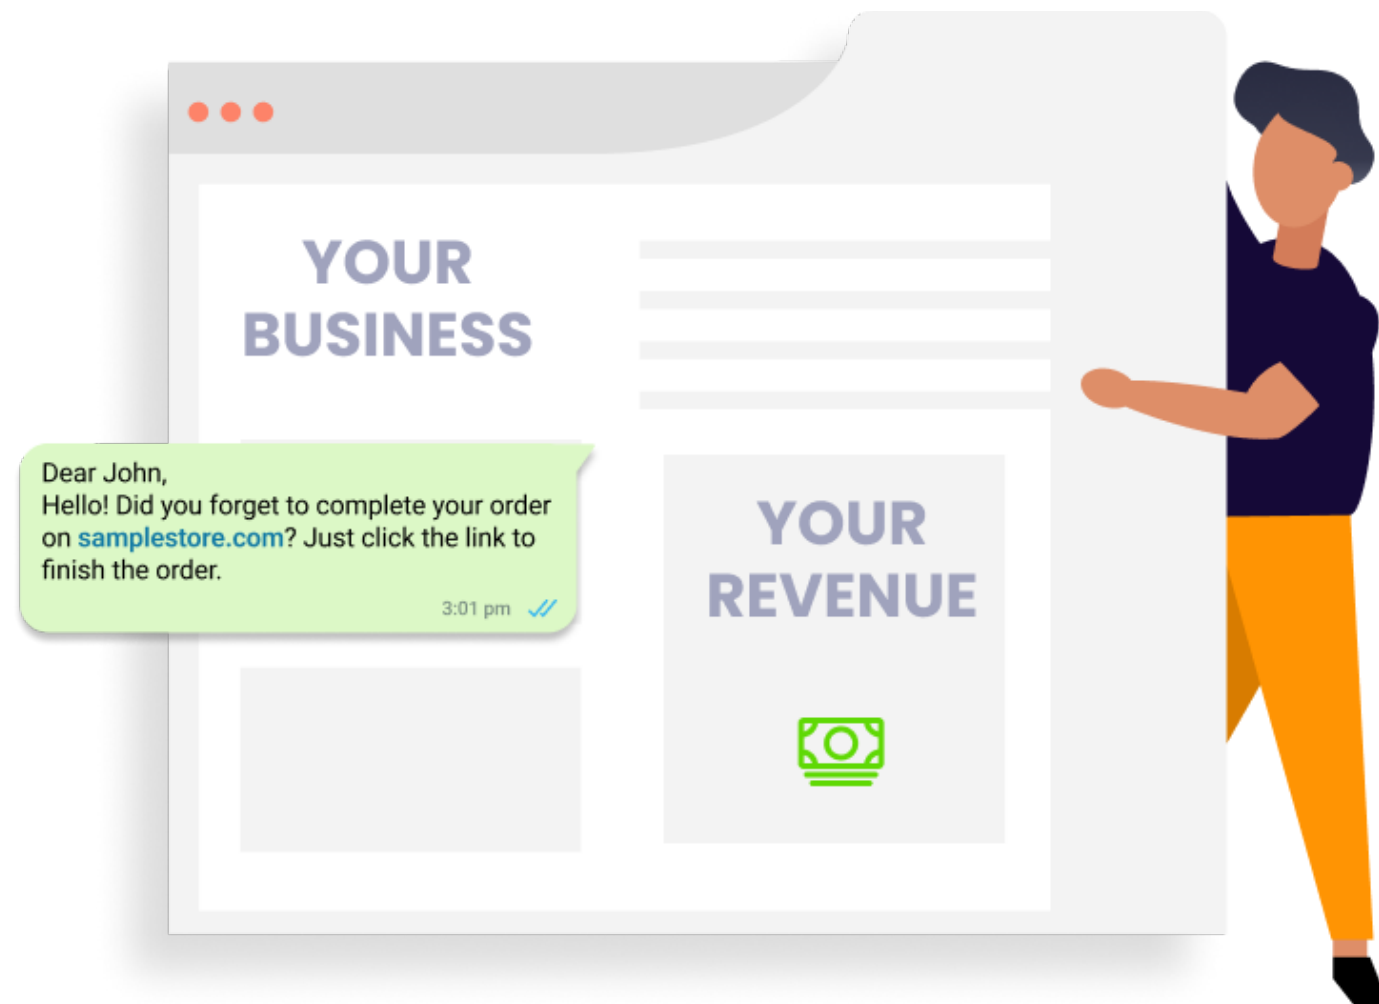 YOUR
BUSINESS
Dear John,
Hello! Did you forget to complete your order
on samplestore.com? Just click the link to
finish the order.
3:01 pm
YOUR
REVENUE